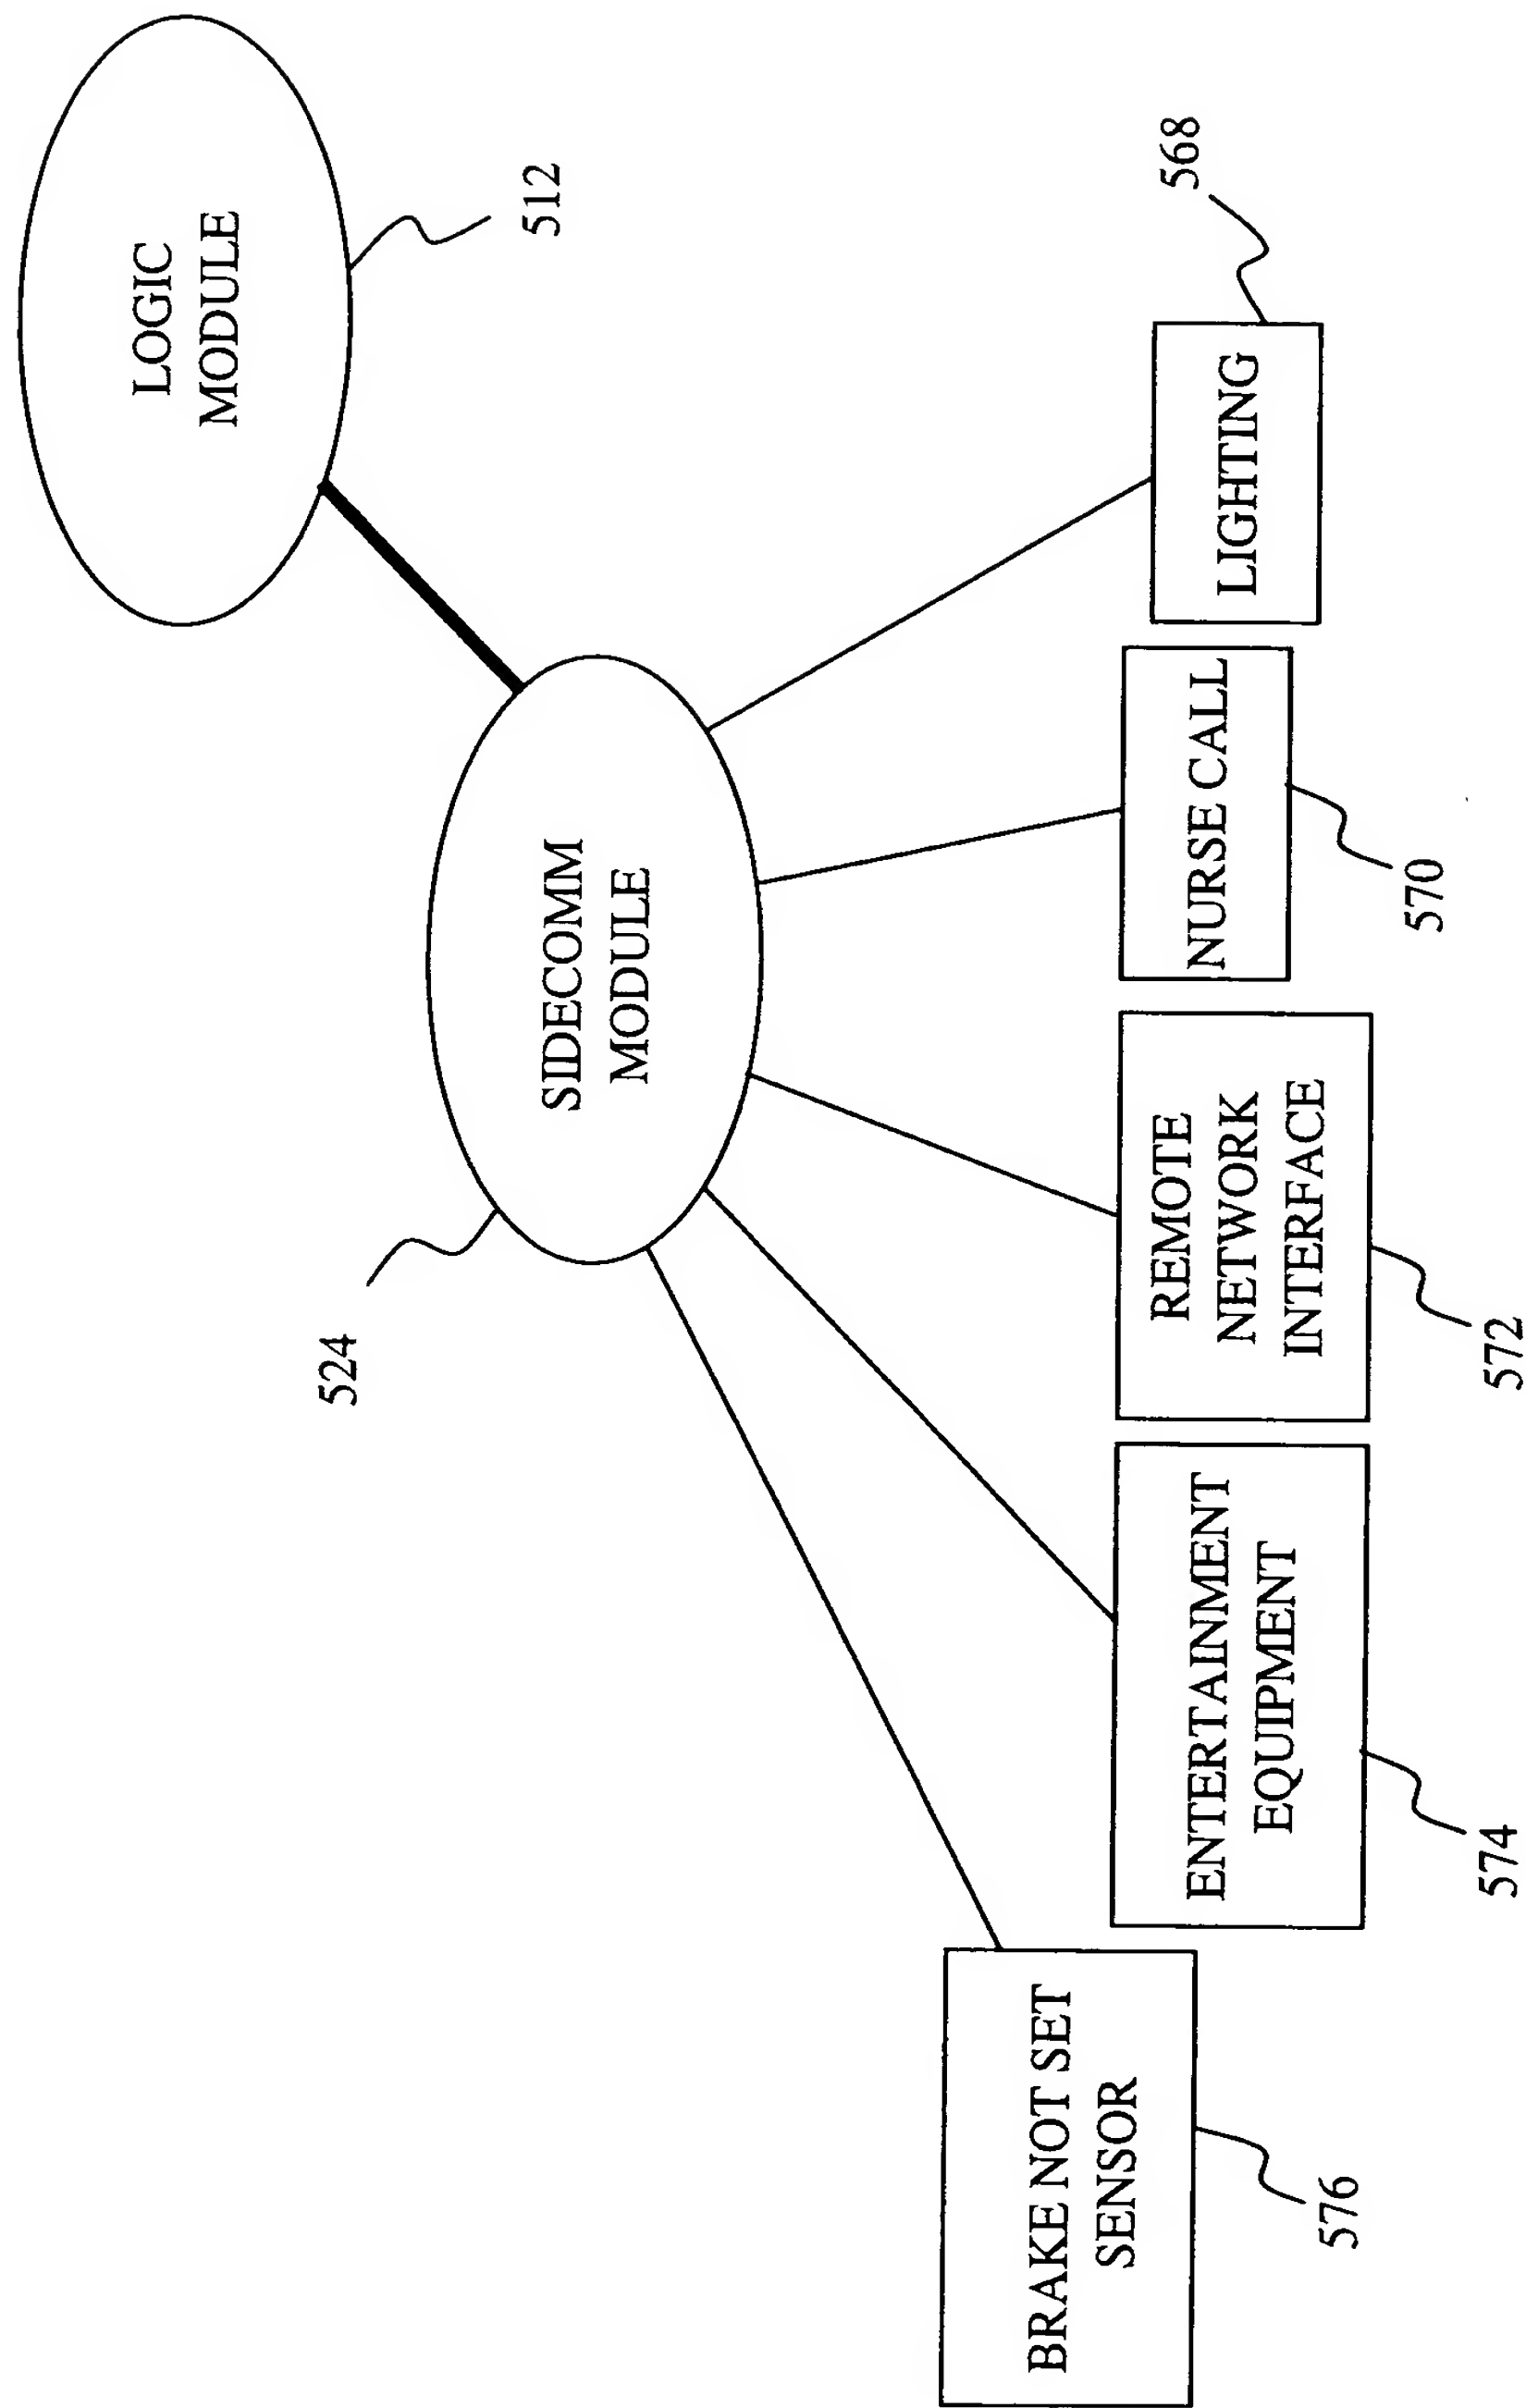 LOGIC
MODULE
512
SIDECOMM
MODULE
524
BRAKE NOT SET
SENSOR
576
ENTERTAINMENT
EQUIPMENT
574
REMOTE
NETWORK
INTERFACE
572
NURSE CALL
570
LIGHTING
568